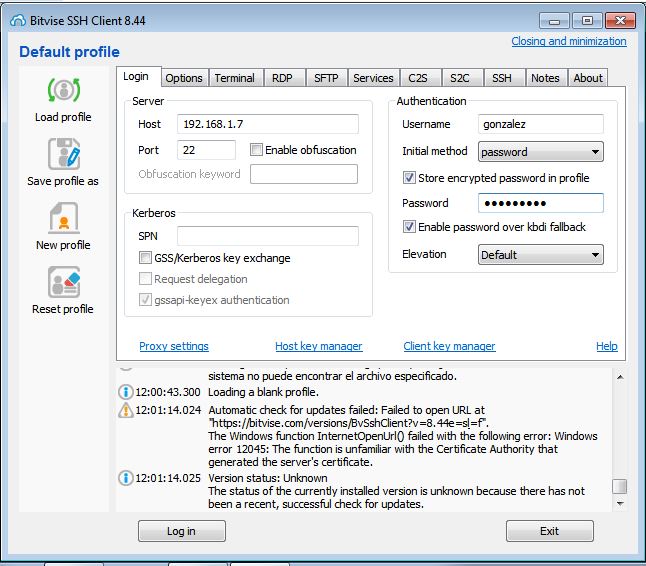 Bitvise SSH Client 8.44
Default profile
Closing and minimization
Load profile
Save profile as
New profile
Reset profile
Login Options Terminal RDP SFTP Services C2S S2C SSH Notes About
Server
Host 192.168.1.7
Port 22 Enable obfuscation
Obfuscation keyword
Kerberos
SPN
GSS/Kerberos key exchange
Request delegation
gssapi-keyex authentication
Authentication
Username gonzalez
Initial method password
Store encrypted password in profile
Password ●●●●●●●●●
Enable password over kbdi fallback
Elevation Default
Proxy settings Host key manager Client key manager Help
sistema no puede encontrar el archivo especificado.
12:00:43.300 Loading a blank profile.
12:01:14.024 Automatic check for updates failed: Failed to open URL at
"https://bitvise.com/versions/BvSshClient?v=8.44e=s|=f".
The Windows function InternetOpenUrl() failed with the following error: Windows
error 12045: The function is unfamiliar with the Certificate Authority that
generated the server's certificate.
12:01:14.025 Version status: Unknown
The status of the currently installed version is unknown because there has not
been a recent, successful check for updates.
Log in Exit